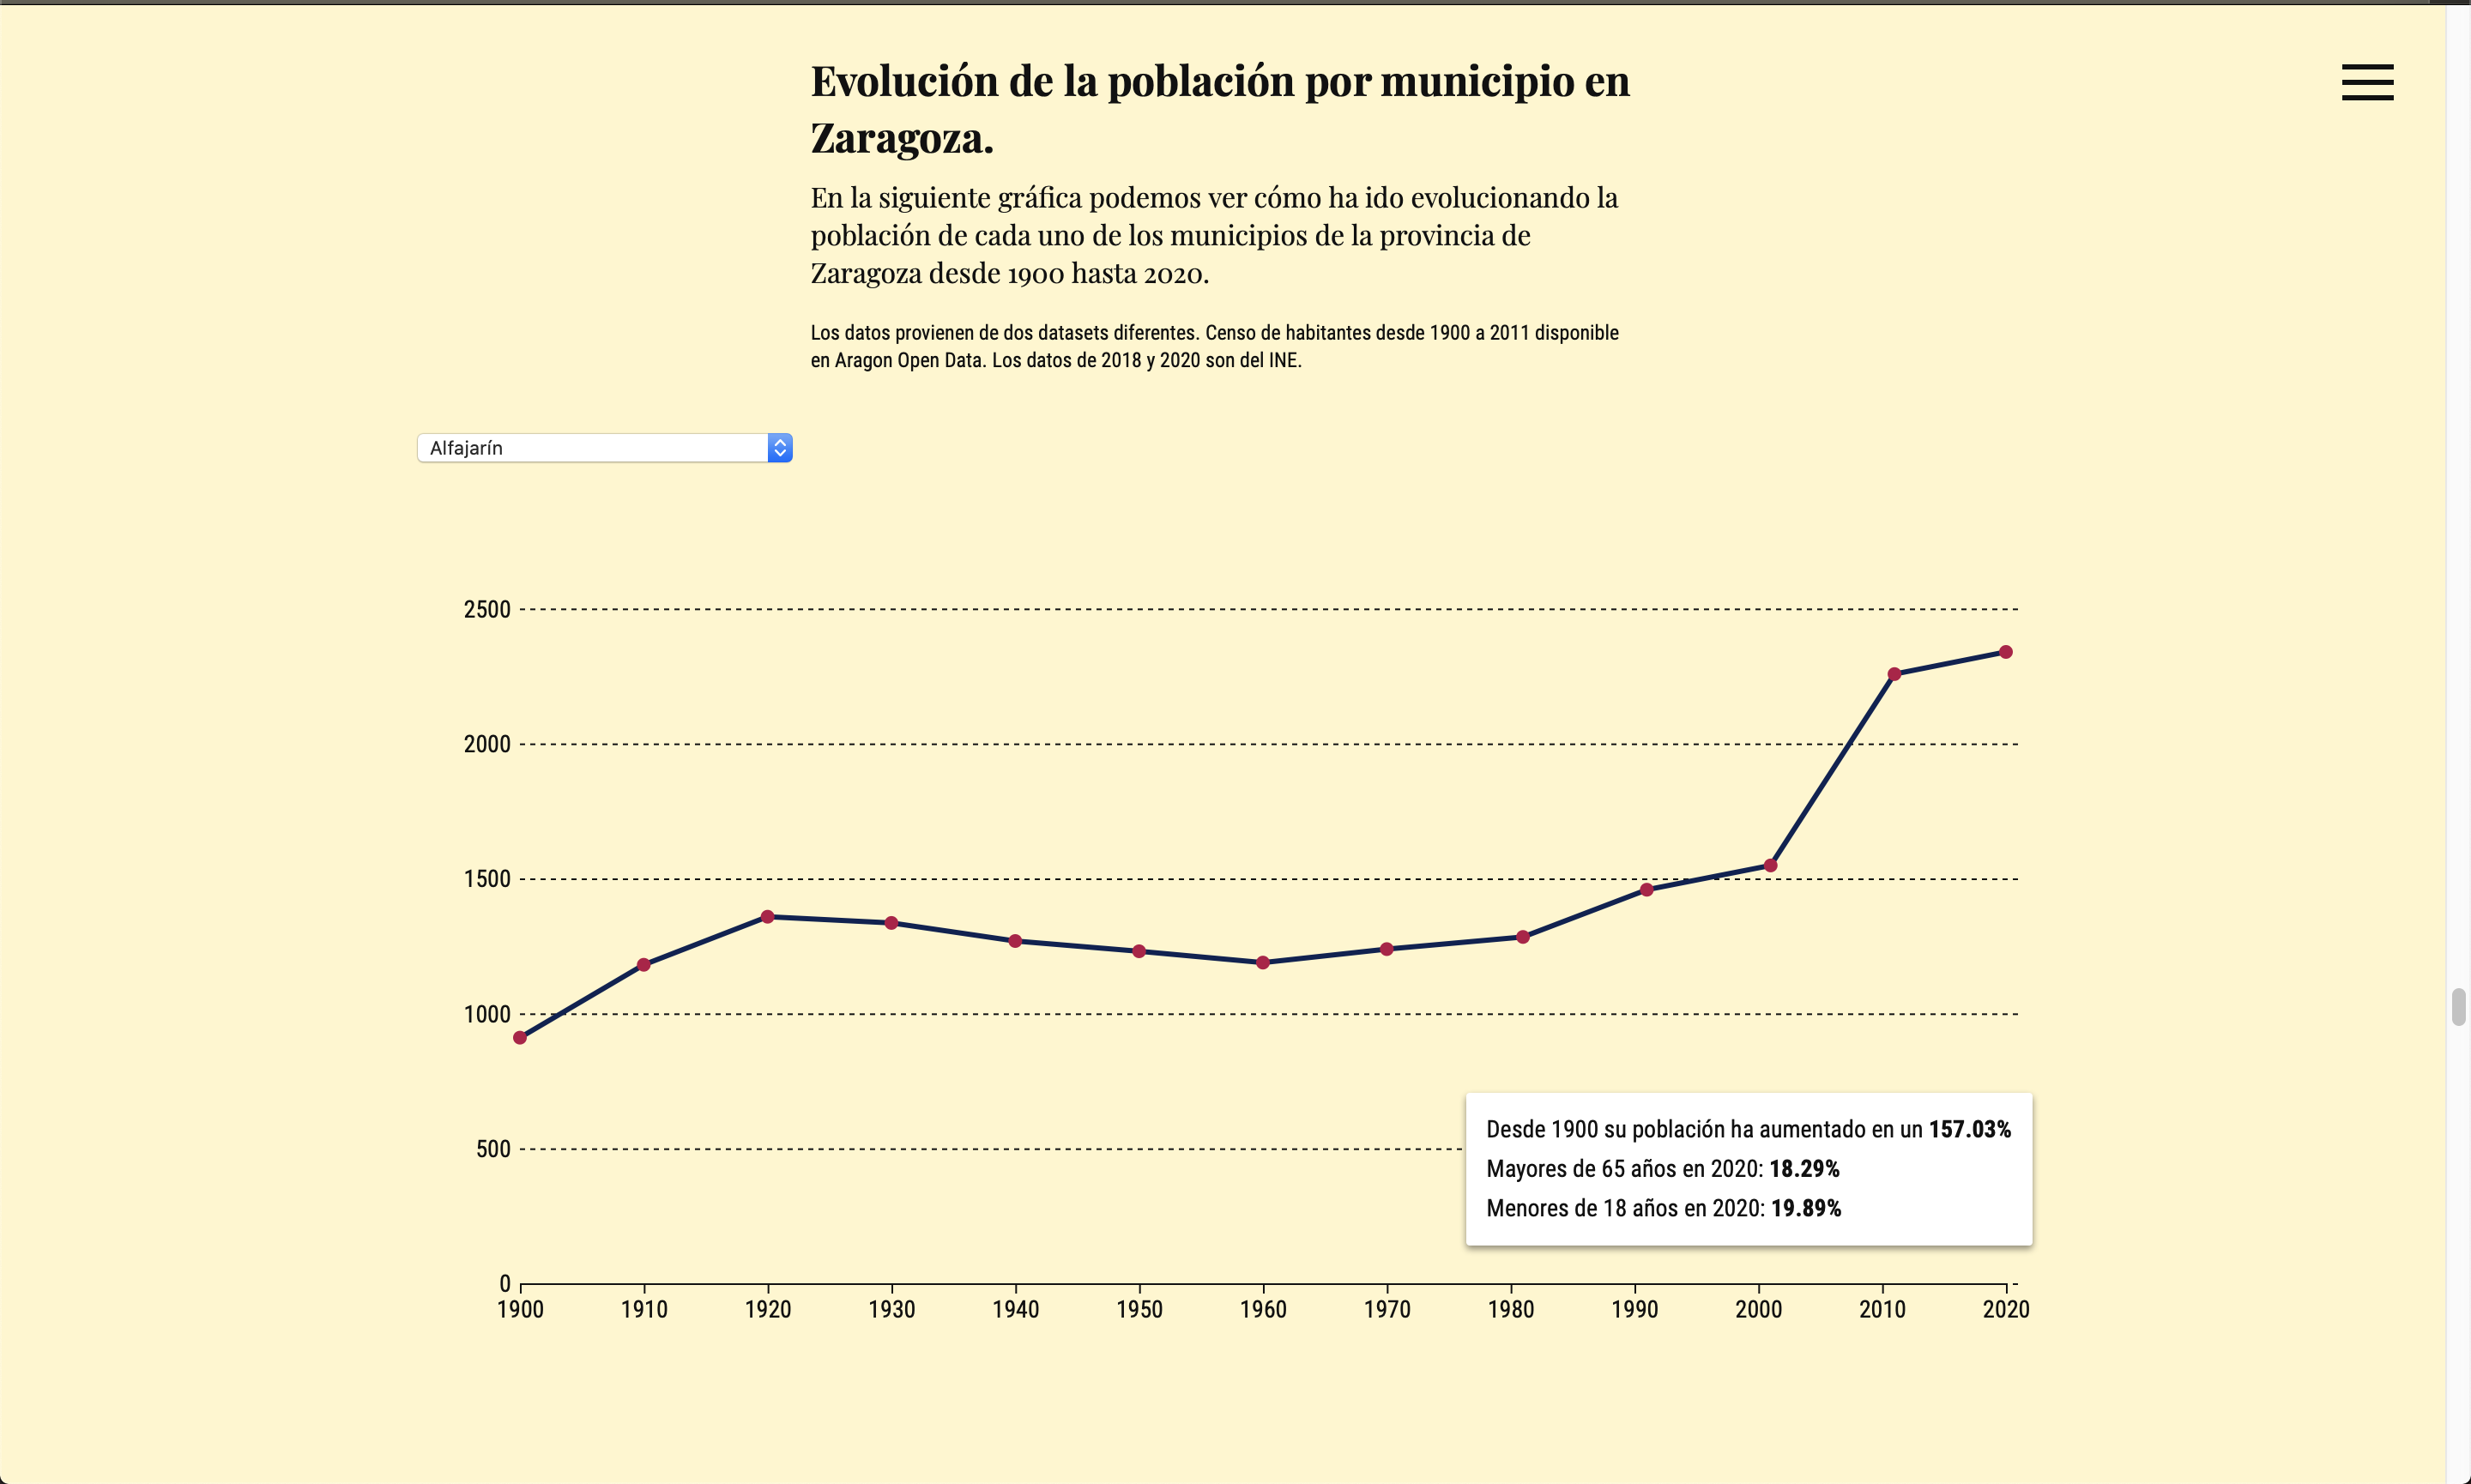 Evolución de la población por municipio en
Zaragoza.
En la siguiente gráfica podemos ver cómo ha ido evolucionando la
población de cada uno de los municipios de la provincia de
Zaragoza desde 1900 hasta 2020.
Los datos provienen de dos datasets diferentes. Censo de habitantes desde 1900 a 2011 disponible
en Aragon Open Data. Los datos de 2018 y 2020 son del INE.
Alfajarín
2500
2000
1500
1000
500
0
Desde 1900 su población ha aumentado en un 157.03%
Mayores de 65 años en 2020: 18.29%
Menores de 18 años en 2020: 19.89%
1900 1910 1920 1930 1940 1950 1960 1970 1980 1990 2000 2010 2020